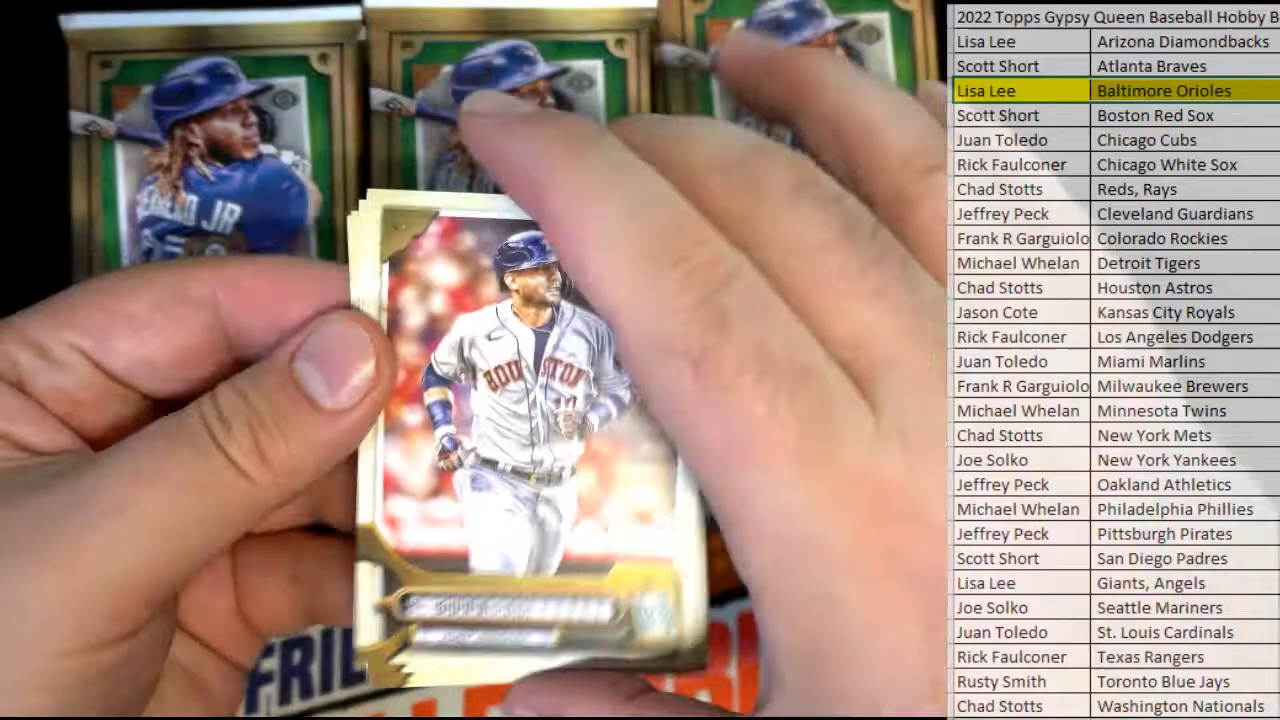 2022 Topps Gypsy Queen Baseball Hobby B
Lisa Lee Arizona Diamondbacks
Scott Short Atlanta Braves
Lisa Lee Baltimore Orioles
Scott Short Boston Red Sox
Juan Toledo Chicago Cubs
Rick Faulconer Chicago White Sox
Chad Stotts Reds, Rays
Jeffrey Peck Cleveland Guardians
Frank R Garguiolo Colorado Rockies
Michael Whelan Detroit Tigers
Chad Stotts Houston Astros
Jason Cote Kansas City Royals
Rick Faulconer Los Angeles Dodgers
Juan Toledo Miami Marlins
Frank R Garguiolo Milwaukee Brewers
Michael Whelan Minnesota Twins
Chad Stotts New York Mets
Joe Solko New York Yankees
Jeffrey Peck Oakland Athletics
Michael Whelan Philadelphia Phillies
Jeffrey Peck Pittsburgh Pirates
Scott Short San Diego Padres
Lisa Lee Giants, Angels
Joe Solko Seattle Mariners
Juan Toledo St. Louis Cardinals
Rick Faulconer Texas Rangers
Rusty Smith Toronto Blue Jays
Chad Stotts Washington Nationals
JR
HOUSTON
FRIE